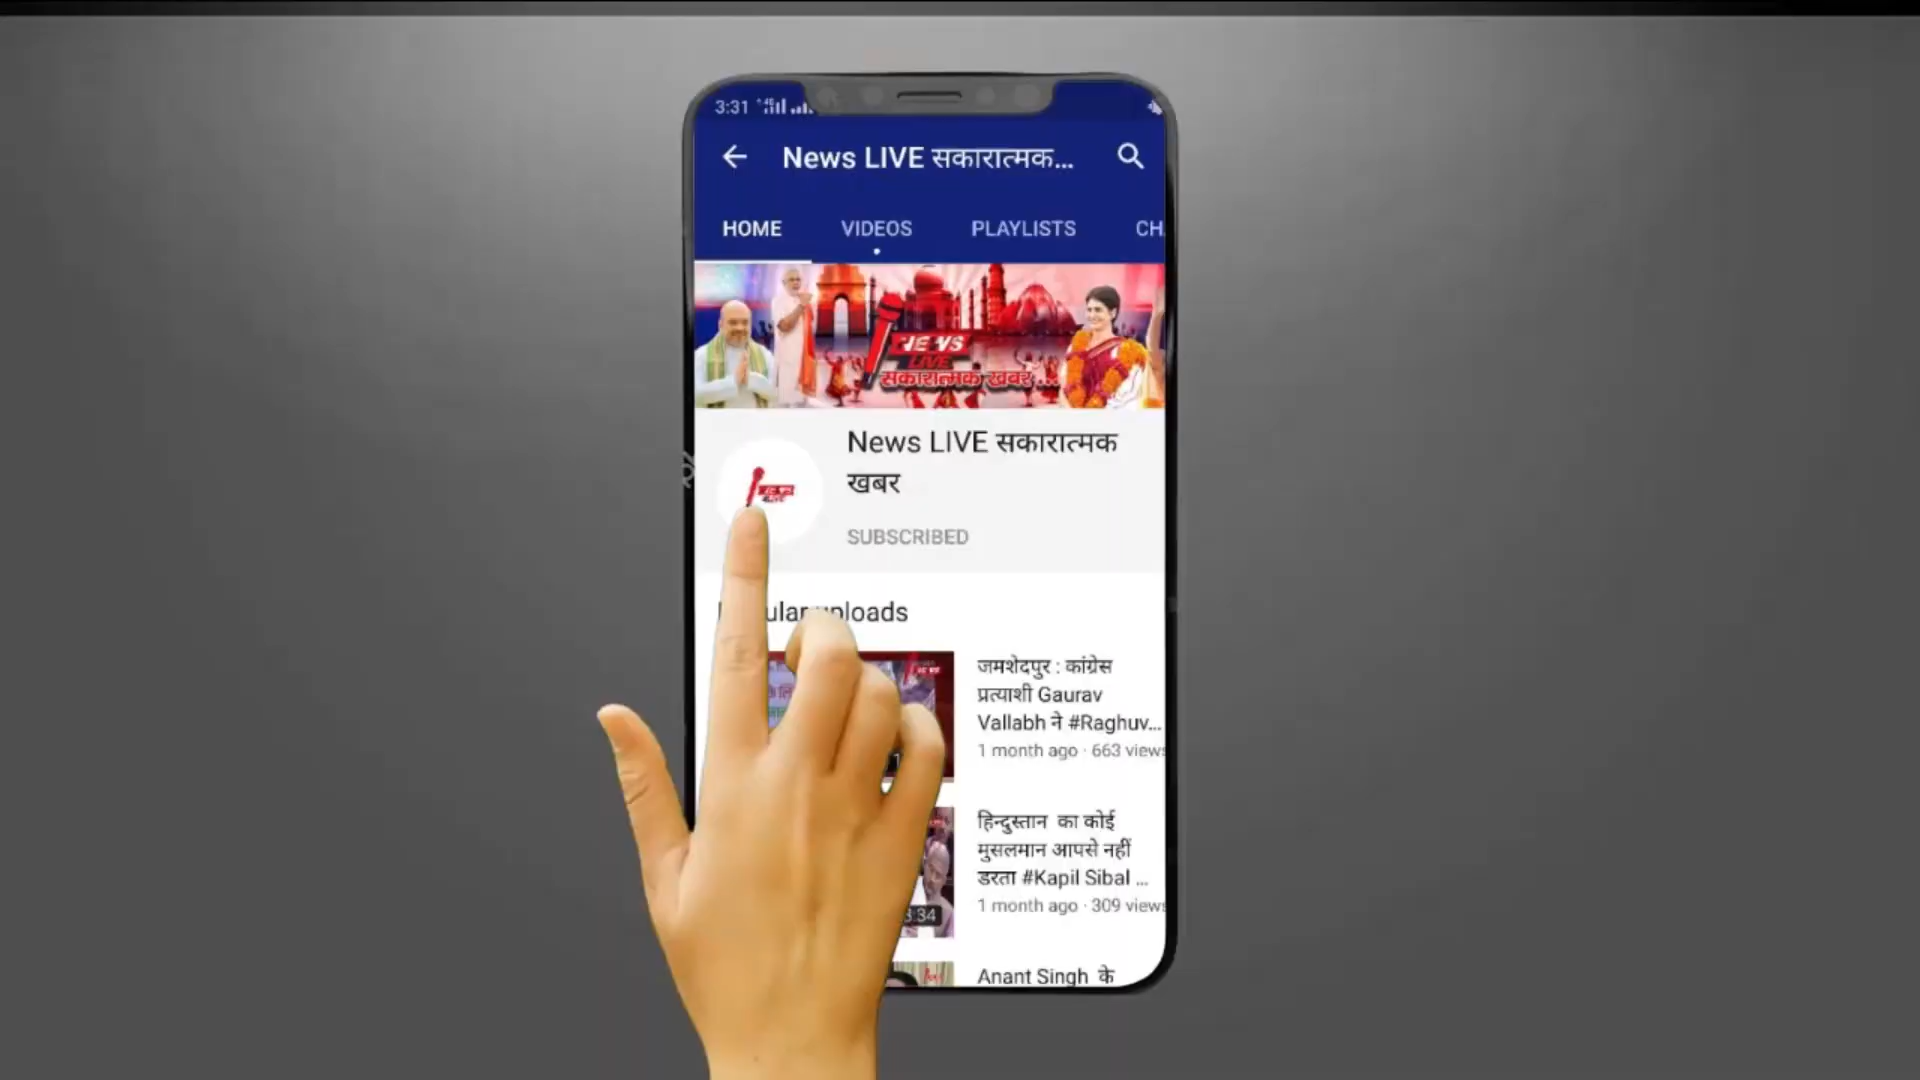 3:31
News LIVE सकारात्मक...
HOME VIDEOS PLAYLISTS CH
NEWS
LIVE
सकारात्मक खबर ...
News LIVE सकारात्मक
खबर
SUBSCRIBED
uploads
जमशेदपुर : कांग्रेस
प्रत्याशी Gaurav
Vallabh ने #Raghuv...
1 month ago · 663 views
हिन्दुस्तान का कोई
मुसलमान आपसे नहीं
डरता #Kapil Sibal ...
1 month ago · 309 views
3:34
Anant Singh के